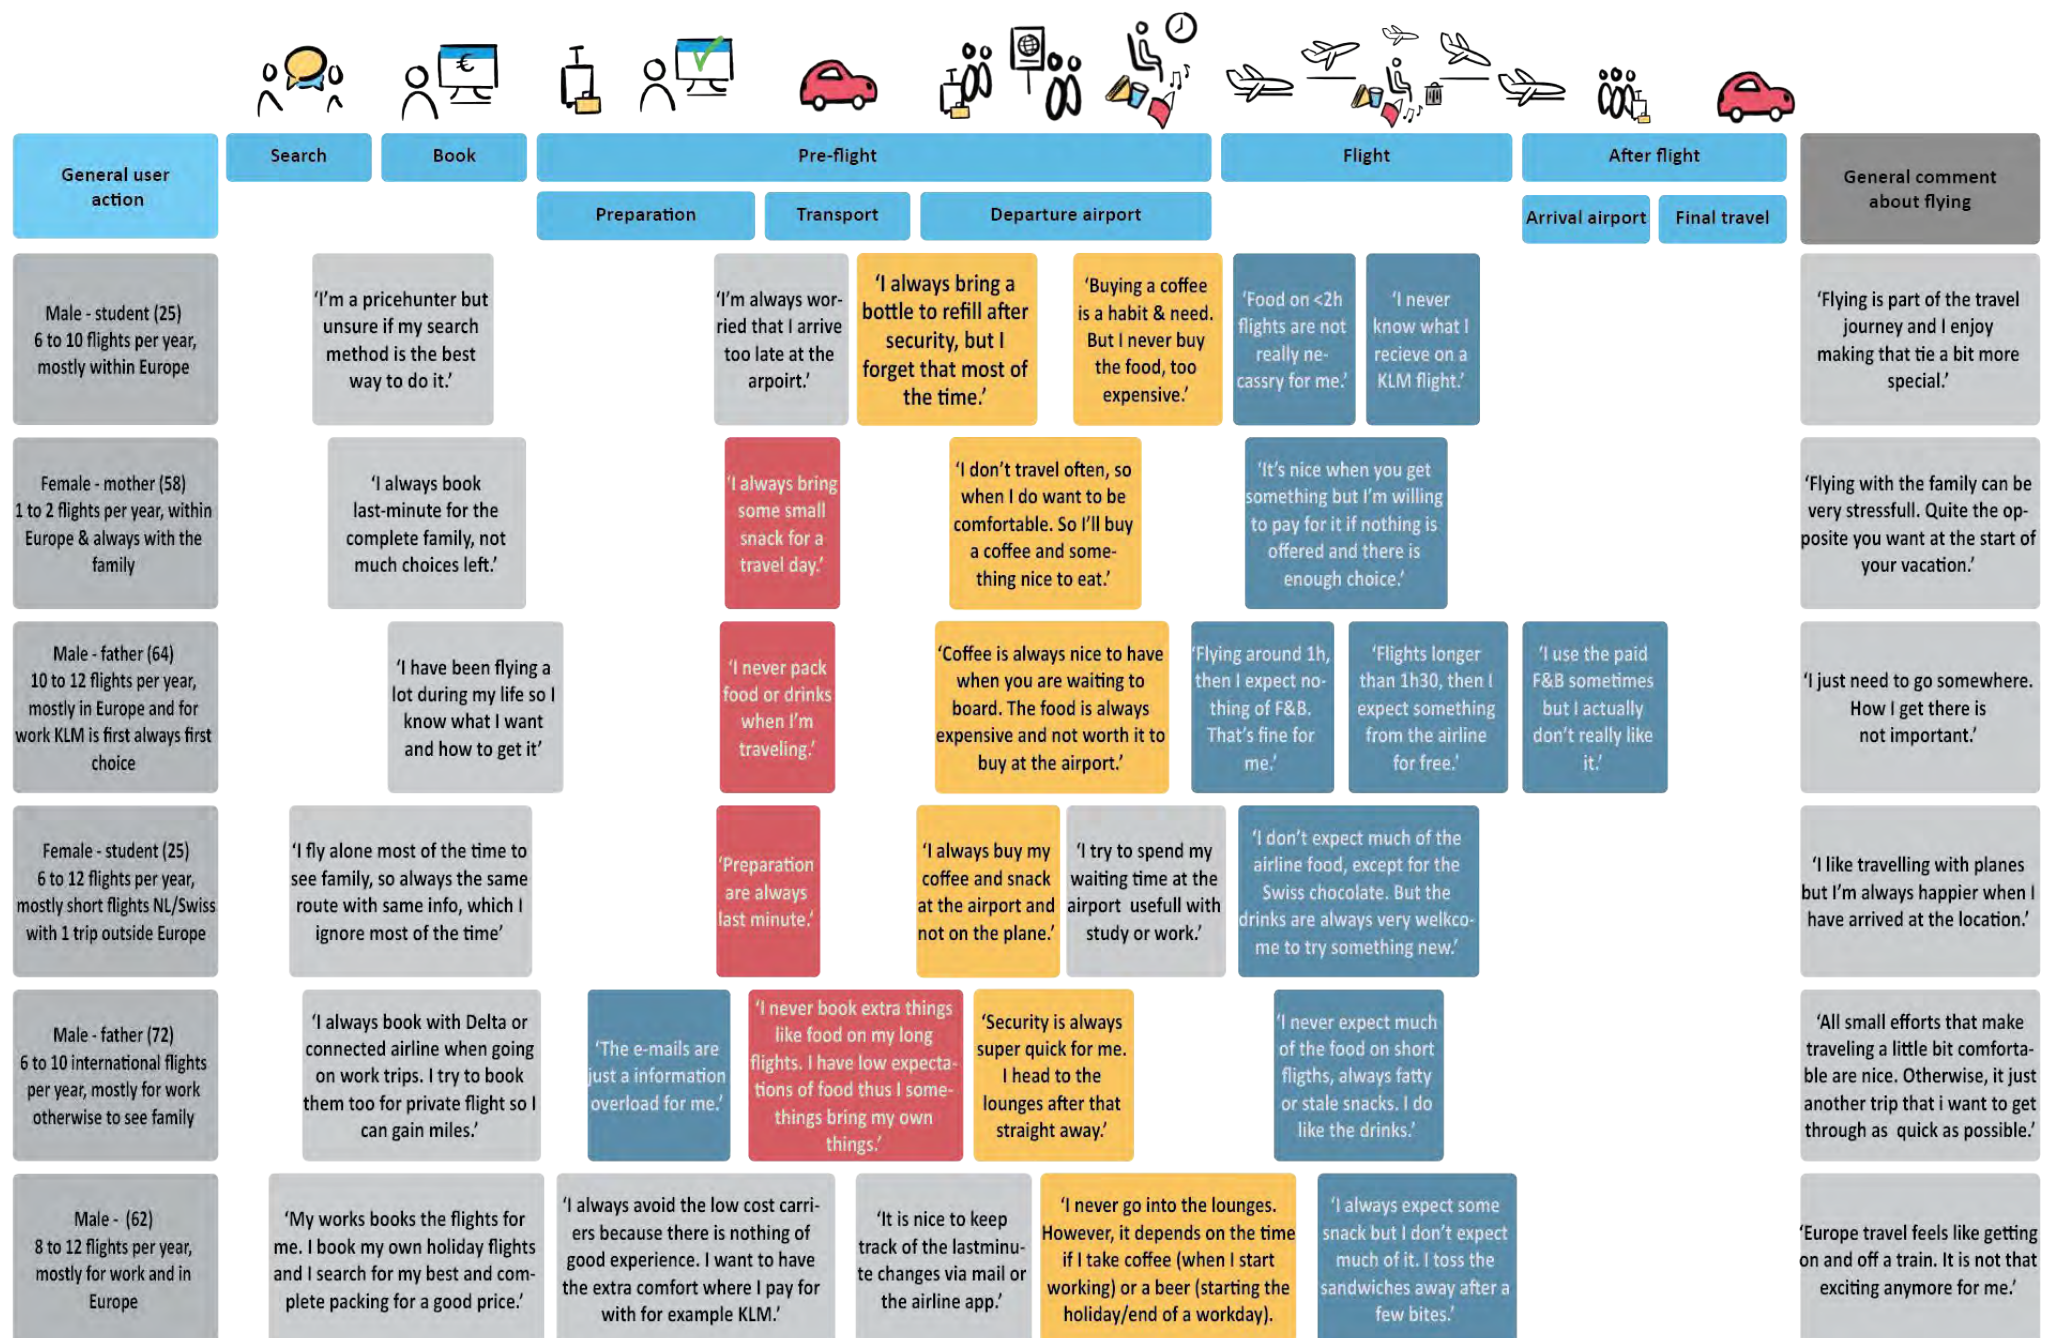 €
General user
action
Search
Book
Pre-flight
Flight
After flight
General comment
about flying
Preparation
Transport
Departure airport
Arrival airport
Final travel
Male - student (25)
6 to 10 flights per year,
mostly within Europe
‘I’m a pricehunter but
unsure if my search
method is the best
way to do it.’
‘I’m always wor-
ried that I arrive
too late at the
arpoirt.’
‘I always bring a
bottle to refill after
security, but I
forget that most of
the time.’
‘Buying a coffee
is a habit & need.
But I never buy
the food, too
expensive.’
‘Food on <2h
flights are not
really ne-
cassry for me.’
‘I never
know what I
recieve on a
KLM flight.’
‘Flying is part of the travel
journey and I enjoy
making that tie a bit more
special.’
Female - mother (58)
1 to 2 flights per year, within
Europe & always with the
family
‘I always book
last-minute for the
complete family, not
much choices left.’
‘I always bring
some small
snack for a
travel day.’
‘I don’t travel often, so
when I do want to be
comfortable. So I’ll buy
a coffee and some-
thing nice to eat.’
‘It’s nice when you get
something but I’m willing
to pay for it if nothing is
offered and there is
enough choice.’
‘Flying with the family can be
very stressfull. Quite the op-
posite you want at the start of
your vacation.’
Male - father (64)
10 to 12 flights per year,
mostly in Europe and for
work KLM is first always first
choice
‘I have been flying a
lot during my life so I
know what I want
and how to get it’
‘I never pack
food or drinks
when I’m
traveling.’
‘Coffee is always nice to have
when you are waiting to
board. The food is always
expensive and not worth it to
buy at the airport.’
‘Flying around 1h,
then I expect no-
thing of F&B.
That’s fine for
me.’
‘Flights longer
than 1h30, then I
expect something
from the airline
for free.’
‘I use the paid
F&B sometimes
but I actually
don’t really like
it.’
‘I just need to go somewhere.
How I get there is
not important.’
Female - student (25)
6 to 12 flights per year,
mostly short flights NL/Swiss
with 1 trip outside Europe
‘I fly alone most of the time to
see family, so always the same
route with same info, which I
ignore most of the time’
‘Preparation
are always
last minute.’
‘I always buy my
coffee and snack
at the airport and
not on the plane.’
‘I try to spend my
waiting time at the
airport usefull with
study or work.’
‘I don’t expect much of the
airline food, except for the
Swiss chocolate. But the
drinks are always very welkco-
me to try something new.’
‘I like travelling with planes
but I’m always happier when I
have arrived at the location.’
Male - father (72)
6 to 10 international flights
per year, mostly for work
otherwise to see family
‘I always book with Delta or
connected airline when going
on work trips. I try to book
them too for private flight so I
can gain miles.’
‘The e-mails are
just a information
overload for me.’
‘I never book extra things
like food on my long
flights. I have low expecta-
tions of food thus I some-
things bring my own
things.’
‘Security is always
super quick for me.
I head to the
lounges after that
straight away.’
‘I never expect much
of the food on short
fligths, always fatty
or stale snacks. I do
like the drinks.’
‘All small efforts that make
traveling a little bit comforta-
ble are nice. Otherwise, it just
another trip that i want to get
through as quick as possible.’
Male - (62)
8 to 12 flights per year,
mostly for work and in
Europe
‘My works books the flights for
me. I book my own holiday flights
and I search for my best and com-
plete packing for a good price.’
‘I always avoid the low cost carri-
ers because there is nothing of
good experience. I want to have
the extra comfort where I pay for
with for example KLM.’
‘It is nice to keep
track of the lastminu-
te changes via mail or
the airline app.’
‘I never go into the lounges.
However, it depends on the time
if I take coffee (when I start
working) or a beer (starting the
holiday/end of a workday).
‘I always expect some
snack but I don’t expect
much of it. I toss the
sandwiches away after a
few bites.’
‘Europe travel feels like getting
on and off a train. It is not that
exciting anymore for me.’